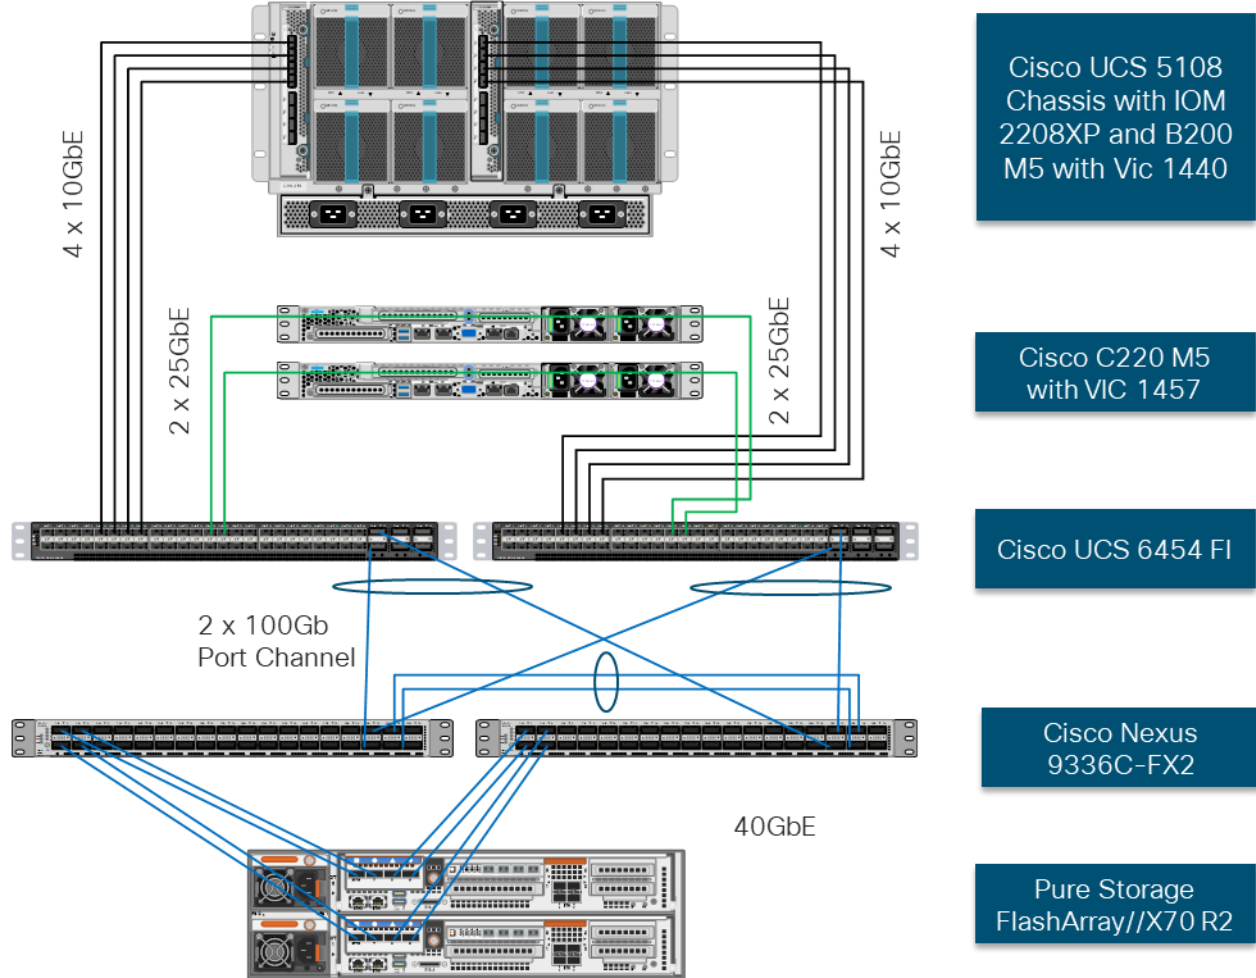 Cisco UCS 5108
Chassis with IOM
2208XP and B200
M5 with Vic 1440
4 x 10GbE
4 x 10GbE
2 x 25GbE
2 x 25GbE
Cisco C220 M5
with VIC 1457
Cisco UCS 6454 FI
2 x 100Gb
Port Channel
Cisco Nexus
9336C-FX2
40GbE
Pure Storage
FlashArray//X70 R2